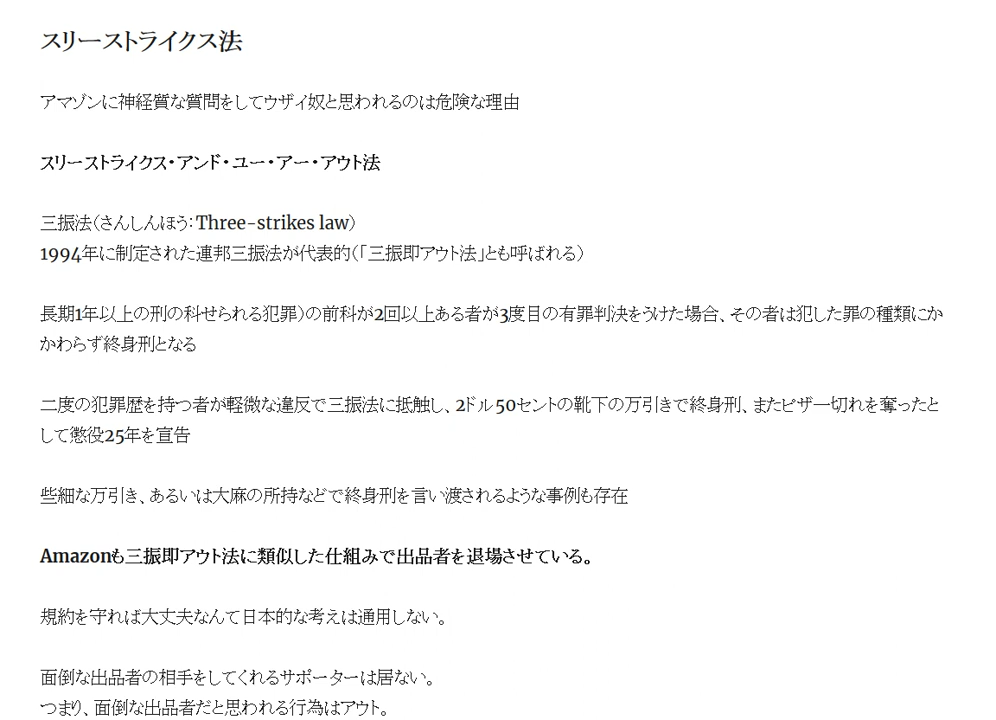 スリーストライクス法
アマゾンに神経質な質問をしてウザイ奴と思われるのは危険な理由
スリーストライクス・アンド・ユー・アー・アウト法
三振法（さんしんほう：Three-strikes law）
1994年に制定された連邦三振法が代表的（「三振即アウト法」とも呼ばれる）
長期1年以上の刑の科せられる犯罪）の前科が2回以上ある者が3度目の有罪判決をうけた場合、その者は犯した罪の種類にか
かわらず終身刑となる
二度の犯罪歴を持つ者が軽微な違反で三振法に抵触し、2ドル50セントの靴下の万引きで終身刑、またピザ一切れを奪ったと
して懲役25年を宣告
些細な万引き、あるいは大麻の所持などで終身刑を言い渡されるような事例も存在
Amazonも三振即アウト法に類似した仕組みで出品者を退場させている。
規約を守れば大丈夫なんて日本的な考えは通用しない。
面倒な出品者の相手をしてくれるサポーターは居ない。
つまり、面倒な出品者だと思われる行為はアウト。